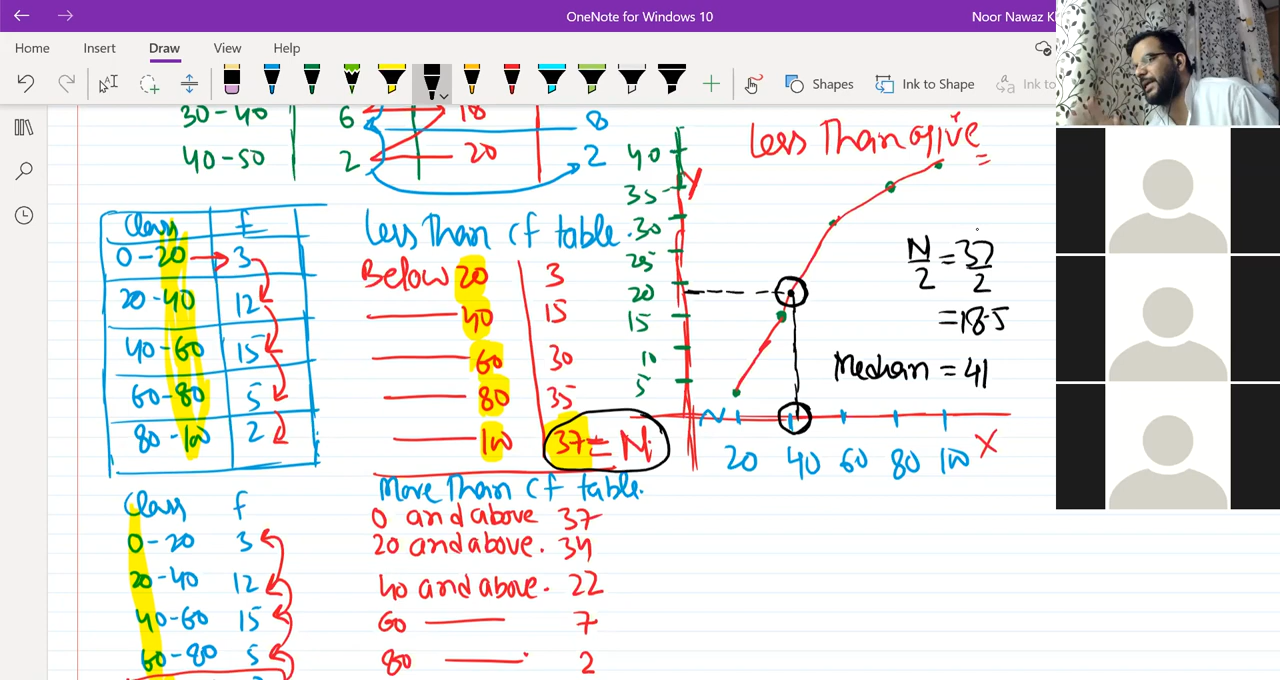 OneNote for Windows 10
Noor Nawaz K
Home Insert Draw View Help
Shapes Ink to Shape Ink to
30-40 6 18 8
40-50 2 20 2
Class f
0-20 3
20-40 12
40-60 15
60-80 5
80-100 2
Less Than cf table.
Below 20 3
40 15
60 30
80 35
100 37 = N
Less Than ogive
Y
40
35
30
25
20
15
10
5
20 40 60 80 100 X
N/2 = 37/2
= 18.5
Median = 41
Class f
0-20 3
20-40 12
40-60 15
60-80 5
More Than cf table.
0 and above 37
20 and above. 34
40 and above. 22
60 7
80 2